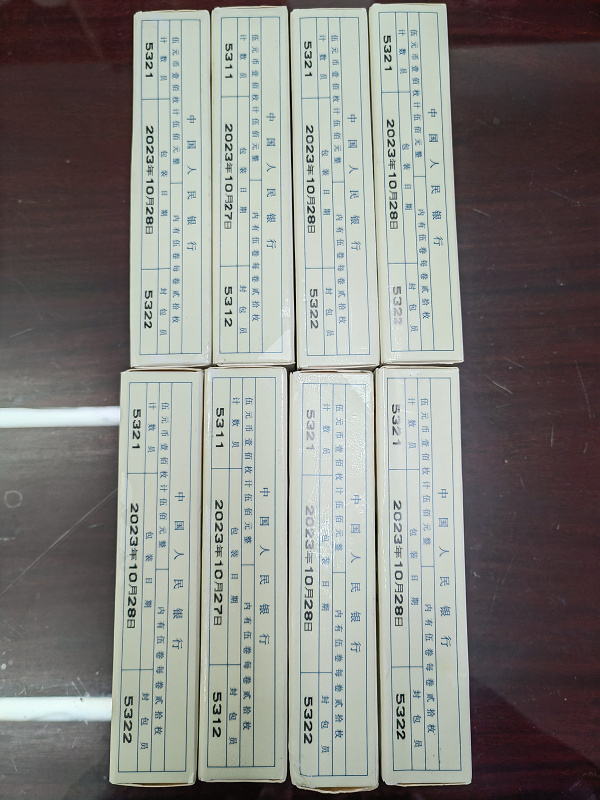 中国人民银行
伍元币壹佰枚计伍佰元整 内有伍卷每卷贰拾枚
计数员 包装日期 封包员
5321 2023年10月28日 5322
中国人民银行
伍元币壹佰枚计伍佰元整 内有伍卷每卷贰拾枚
计数员 包装日期 封包员
5311 2023年10月27日 5312
中国人民银行
伍元币壹佰枚计伍佰元整 内有伍卷每卷贰拾枚
计数员 包装日期 封包员
5321 2023年10月28日 5322
中国人民银行
伍元币壹佰枚计伍佰元整 内有伍卷每卷贰拾枚
计数员 包装日期 封包员
5321 2023年10月28日 5322
中国人民银行
伍元币壹佰枚计伍佰元整 内有伍卷每卷贰拾枚
计数员 包装日期 封包员
5321 2023年10月28日 5322
中国人民银行
伍元币壹佰枚计伍佰元整 内有伍卷每卷贰拾枚
计数员 包装日期 封包员
5311 2023年10月27日 5312
中国人民银行
伍元币壹佰枚计伍佰元整 内有伍卷每卷贰拾枚
计数员 包装日期 封包员
5321 2023年10月28日 5322
中国人民银行
伍元币壹佰枚计伍佰元整 内有伍卷每卷贰拾枚
计数员 包装日期 封包员
5321 2023年10月28日 5322